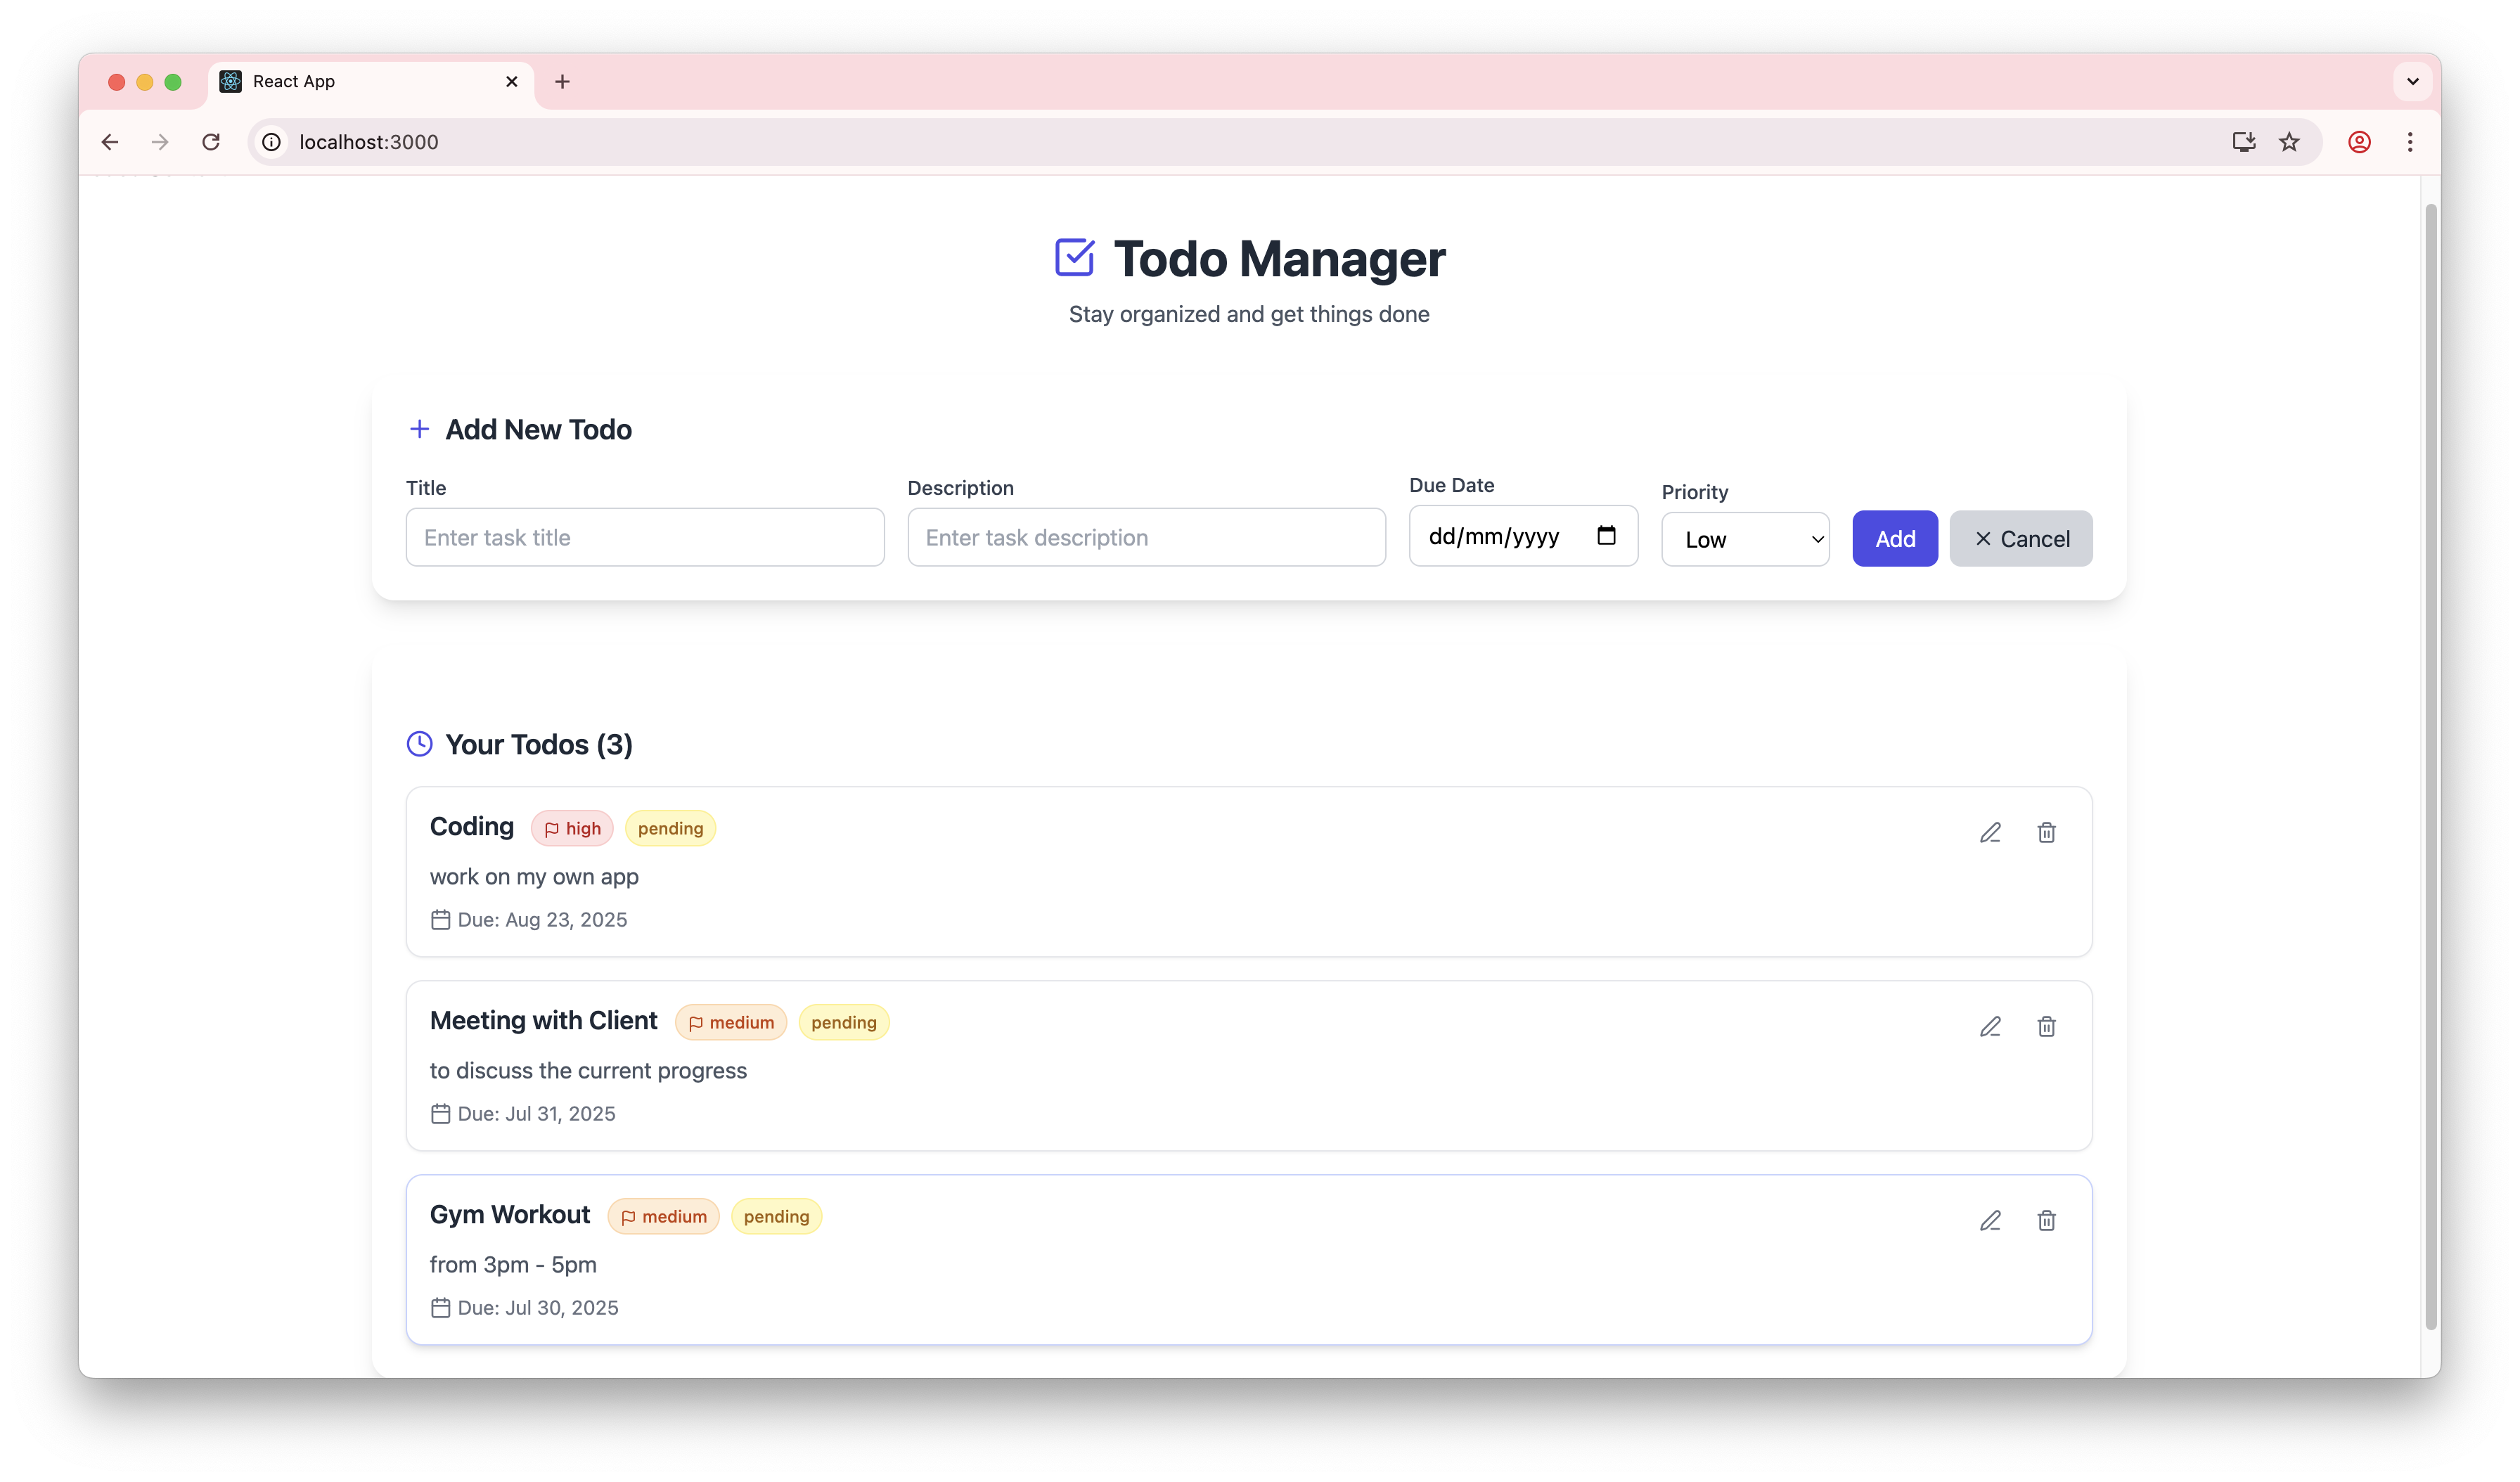 React App
localhost:3000
Todo Manager
Stay organized and get things done
Add New Todo
Title
Description
Due Date
Priority
Enter task title
Enter task description
dd/mm/yyyy
Low
Add
Cancel
Your Todos (3)
Coding high pending
work on my own app
Due: Aug 23, 2025
Meeting with Client medium pending
to discuss the current progress
Due: Jul 31, 2025
Gym Workout medium pending
from 3pm - 5pm
Due: Jul 30, 2025